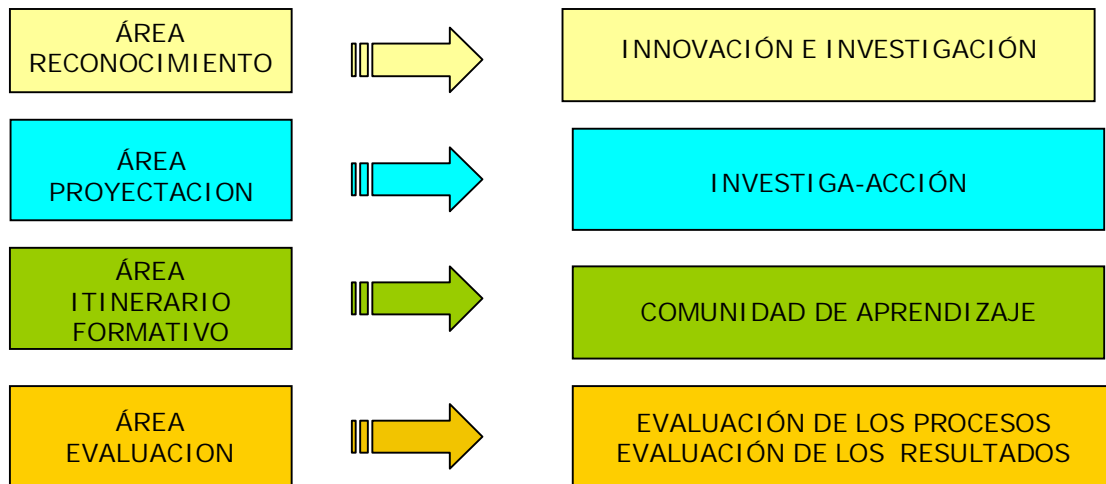 ÁREA
RECONOCIMIENTO
INNOVACIÓN E INVESTIGACIÓN
ÁREA
PROYECTACION
INVESTIGA-ACCIÓN
ÁREA
ITINERARIO
FORMATIVO
COMUNIDAD DE APRENDIZAJE
ÁREA
EVALUACION
EVALUACIÓN DE LOS PROCESOS
EVALUACIÓN DE LOS RESULTADOS